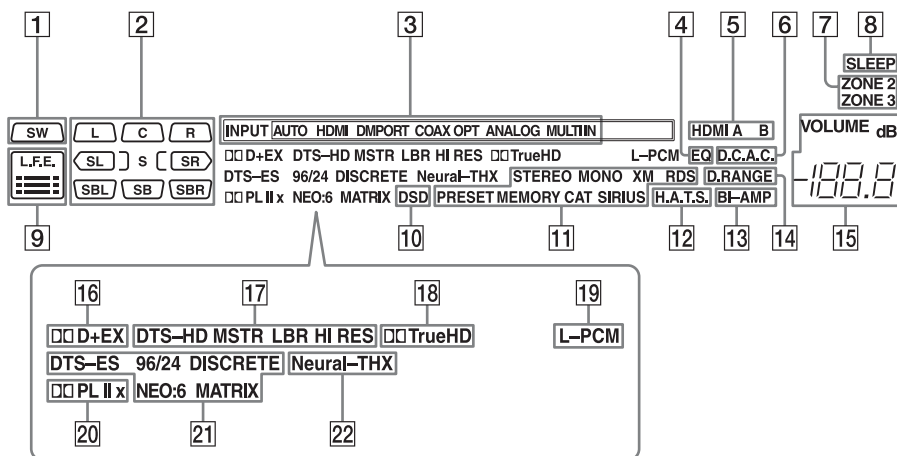 1 2 3 4 5 6 7 8
SLEEP
ZONE 2
ZONE 3
SW L C R INPUT AUTO HDMI DMPORT COAX OPT ANALOG MULTI IN HDMI A B VOLUME dB
L.F.E. SL S SR DD D+EX DTS–HD MSTR LBR HI RES DD TrueHD L–PCM EQ D.C.A.C.
DTS–ES 96/24 DISCRETE Neural–THX STEREO MONO XM RDS D.RANGE -188.8
SBL SB SBR DD PL II x NEO:6 MATRIX DSD PRESET MEMORY CAT SIRIUS H.A.T.S. BI–AMP
9 10 11 12 13 14 15
16 17 18 19
DD D+EX DTS–HD MSTR LBR HI RES DD TrueHD L–PCM
DTS–ES 96/24 DISCRETE Neural–THX
DD PL II x NEO:6 MATRIX
20 21 22